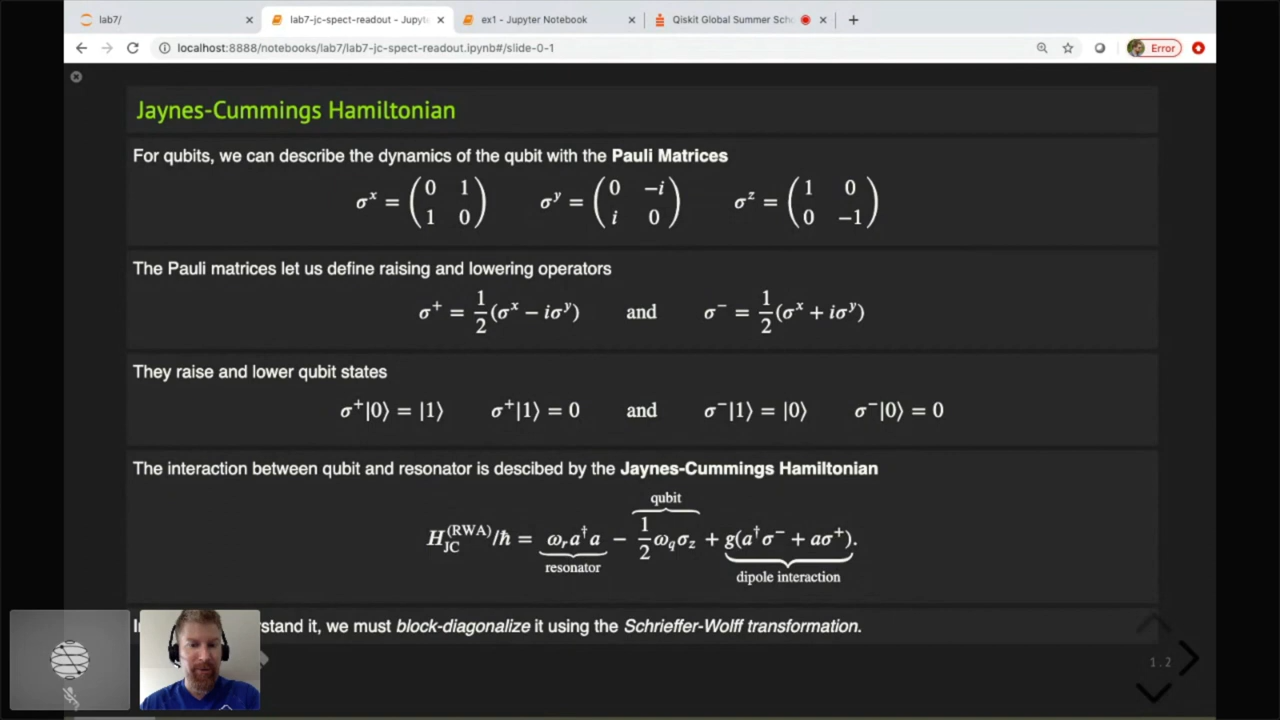 lab7/
lab7-jc-spect-readout - Jupyte
ex1 - Jupyter Notebook
Qiskit Global Summer Scho
localhost:8888/notebooks/lab7/lab7-jc-spect-readout.ipynb#/slide-0-1
Error
Jaynes-Cummings Hamiltonian
For qubits, we can describe the dynamics of the qubit with the Pauli Matrices
σ^x = (0 1; 1 0) σ^y = (0 −i; i 0) σ^z = (1 0; 0 −1)
The Pauli matrices let us define raising and lowering operators
σ^+ = 1/2(σ^x − iσ^y) and σ^− = 1/2(σ^x + iσ^y)
They raise and lower qubit states
σ^+|0⟩ = |1⟩ σ^+|1⟩ = 0 and σ^−|1⟩ = |0⟩ σ^−|0⟩ = 0
The interaction between qubit and resonator is descibed by the Jaynes-Cummings Hamiltonian
qubit
H_JC^(RWA)/ħ = ω_r a^†a − 1/2 ω_q σ_z + g(a^†σ^− + aσ^+).
resonator
dipole interaction
stand it, we must block-diagonalize it using the Schrieffer-Wolff transformation.
1.2